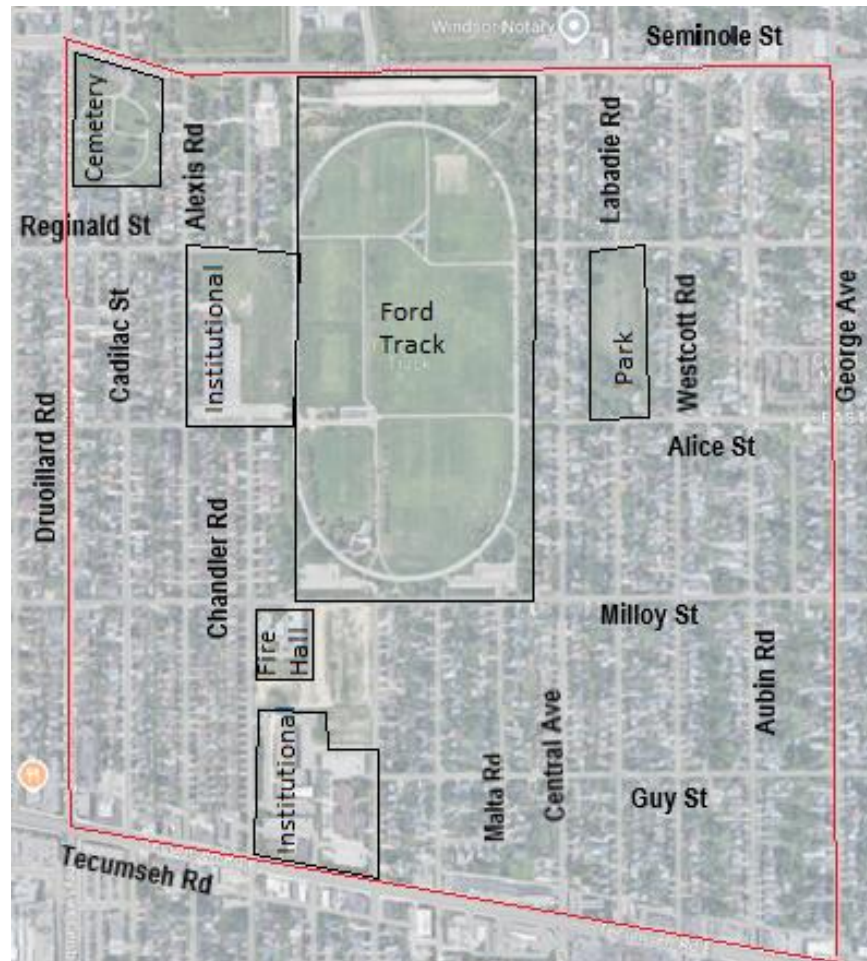 Windsor Notary
Seminole St
Cemetery
Alexis Rd
Labadie Rd
Reginald St
Institutional
Ford
Track
Park
Westcott Rd
George Ave
Cadilac St
Druoillard Rd
Alice St
Chandler Rd
Milloy St
Fire
Hall
Aubin Rd
Institutional
Malta Rd
Central Ave
Guy St
Tecumseh Rd